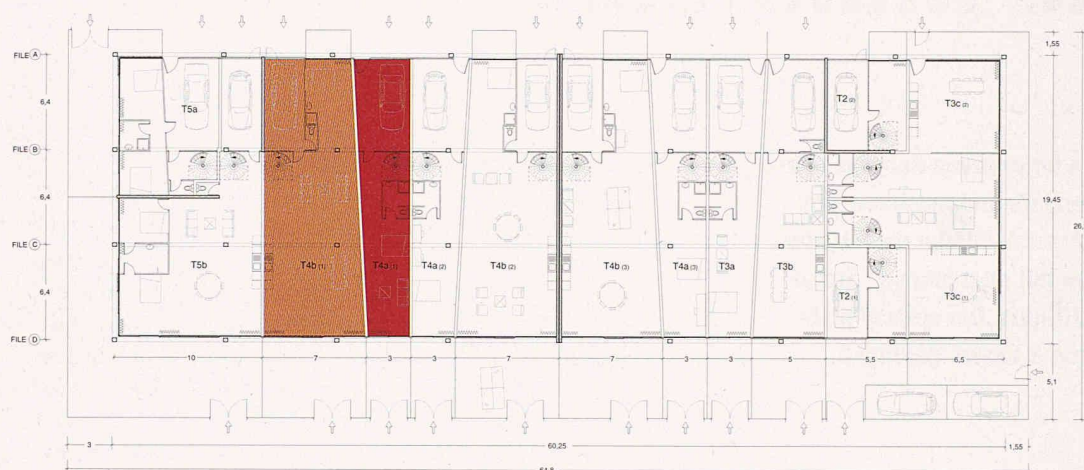 FILE A
1,55
6,4
T5a
T2 (2)
T3c (2)
FILE B
6,4
19,45
26,
FILE C
T5b
T4b (1)
T4a (1)
T4a (2)
T4b (2)
T4b (3)
T4a (3)
T3a
T3b
T2 (1)
T3c (1)
6,4
FILE D
10
7
3
3
7
7
3
3
5
5,5
6,5
5,1
3
60,25
1,55